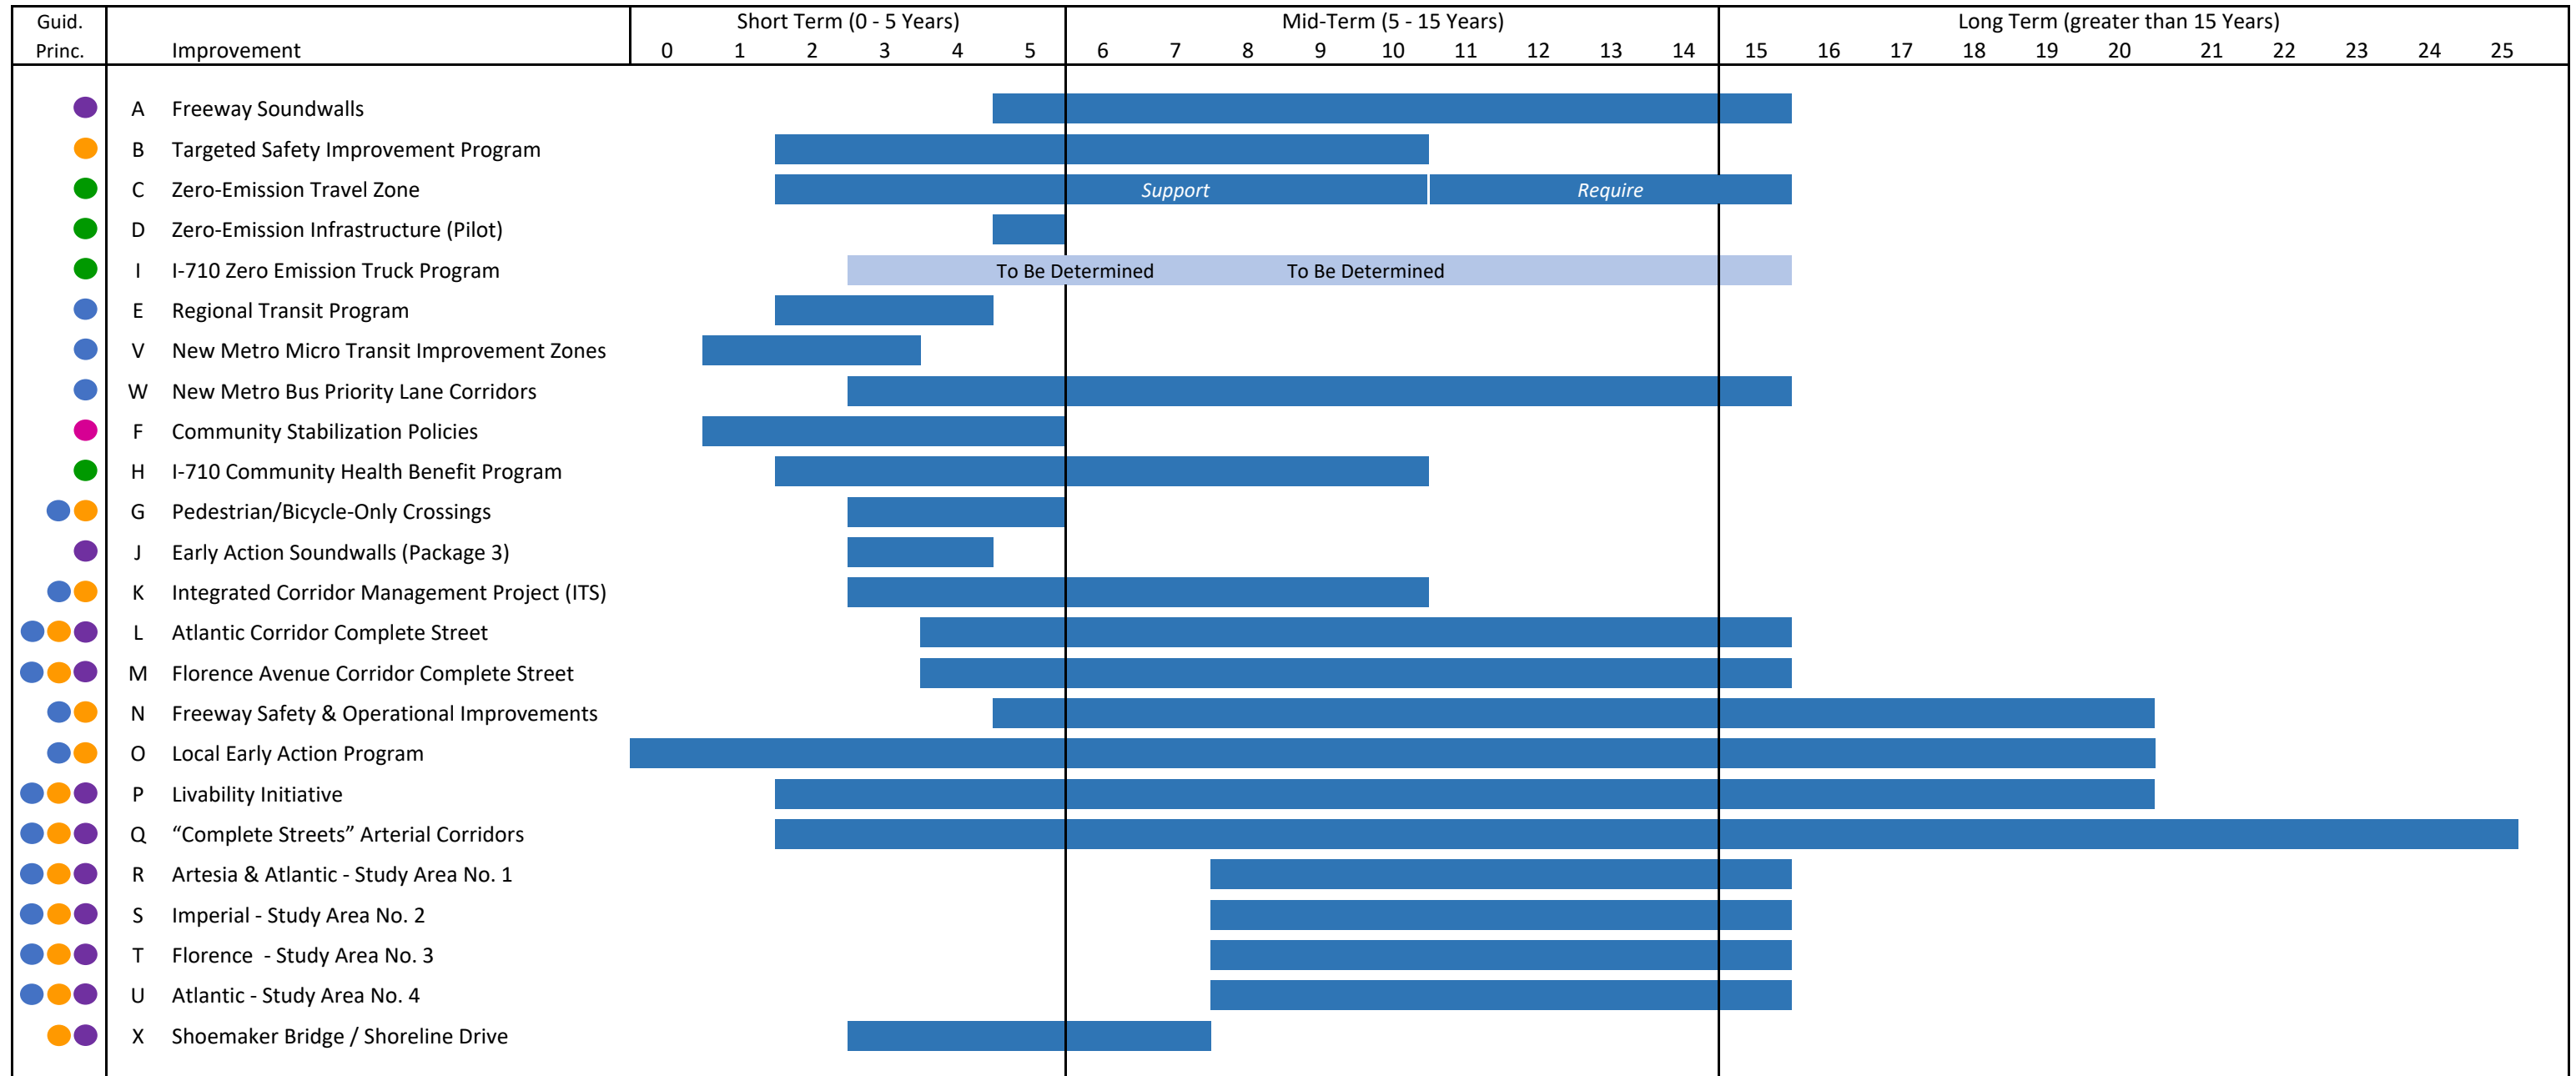 Guid. Short Term (0 - 5 Years) Mid-Term (5 - 15 Years) Long Term (greater than 15 Years)
Princ. Improvement 0 1 2 3 4 5 6 7 8 9 10 11 12 13 14 15 16 17 18 19 20 21 22 23 24 25
A Freeway Soundwalls
B Targeted Safety Improvement Program
C Zero-Emission Travel Zone Support Require
D Zero-Emission Infrastructure (Pilot)
I I-710 Zero Emission Truck Program To Be Determined To Be Determined
E Regional Transit Program
V New Metro Micro Transit Improvement Zones
W New Metro Bus Priority Lane Corridors
F Community Stabilization Policies
H I-710 Community Health Benefit Program
G Pedestrian/Bicycle-Only Crossings
J Early Action Soundwalls (Package 3)
K Integrated Corridor Management Project (ITS)
L Atlantic Corridor Complete Street
M Florence Avenue Corridor Complete Street
N Freeway Safety & Operational Improvements
O Local Early Action Program
P Livability Initiative
Q “Complete Streets” Arterial Corridors
R Artesia & Atlantic - Study Area No. 1
S Imperial - Study Area No. 2
T Florence - Study Area No. 3
U Atlantic - Study Area No. 4
X Shoemaker Bridge / Shoreline Drive